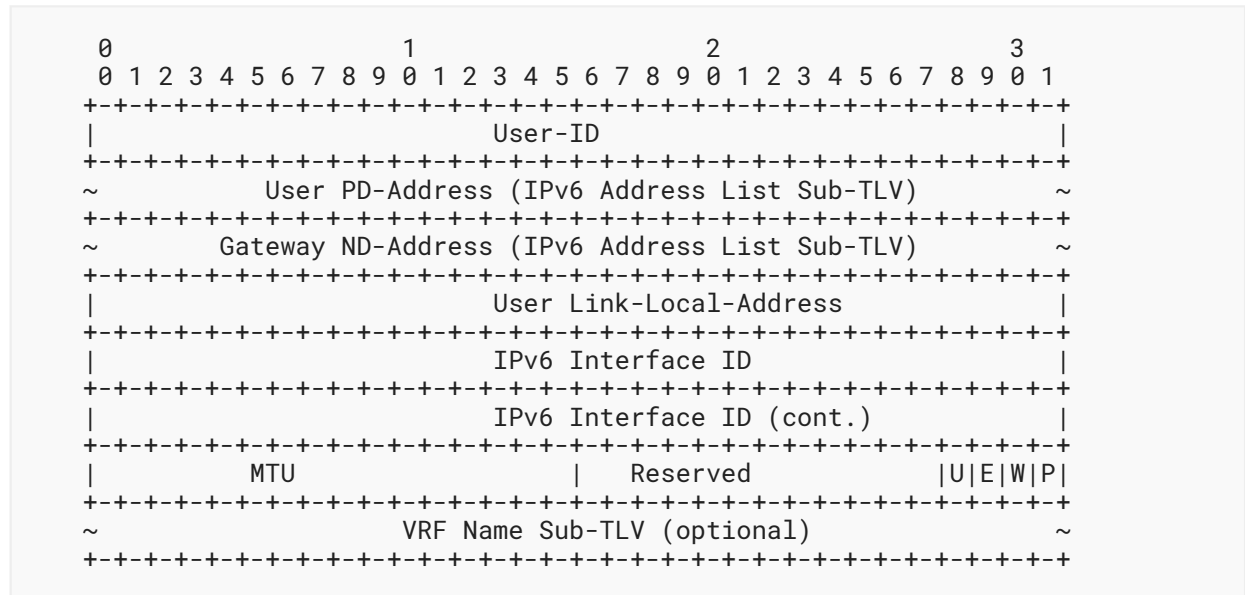 0                   1                   2                   3
 0 1 2 3 4 5 6 7 8 9 0 1 2 3 4 5 6 7 8 9 0 1 2 3 4 5 6 7 8 9 0 1
+-+-+-+-+-+-+-+-+-+-+-+-+-+-+-+-+-+-+-+-+-+-+-+-+-+-+-+-+-+-+-+-+
|                          User-ID                              |
+-+-+-+-+-+-+-+-+-+-+-+-+-+-+-+-+-+-+-+-+-+-+-+-+-+-+-+-+-+-+-+-+
~           User PD-Address (IPv6 Address List Sub-TLV)         ~
+-+-+-+-+-+-+-+-+-+-+-+-+-+-+-+-+-+-+-+-+-+-+-+-+-+-+-+-+-+-+-+-+
~        Gateway ND-Address (IPv6 Address List Sub-TLV)         ~
+-+-+-+-+-+-+-+-+-+-+-+-+-+-+-+-+-+-+-+-+-+-+-+-+-+-+-+-+-+-+-+-+
|                          User Link-Local-Address              |
+-+-+-+-+-+-+-+-+-+-+-+-+-+-+-+-+-+-+-+-+-+-+-+-+-+-+-+-+-+-+-+-+
|                          IPv6 Interface ID                    |
+-+-+-+-+-+-+-+-+-+-+-+-+-+-+-+-+-+-+-+-+-+-+-+-+-+-+-+-+-+-+-+-+
|                          IPv6 Interface ID (cont.)            |
+-+-+-+-+-+-+-+-+-+-+-+-+-+-+-+-+-+-+-+-+-+-+-+-+-+-+-+-+-+-+-+-+
|          MTU                  |   Reserved            |U|E|W|P|
+-+-+-+-+-+-+-+-+-+-+-+-+-+-+-+-+-+-+-+-+-+-+-+-+-+-+-+-+-+-+-+-+
~                    VRF Name Sub-TLV (optional)                ~
+-+-+-+-+-+-+-+-+-+-+-+-+-+-+-+-+-+-+-+-+-+-+-+-+-+-+-+-+-+-+-+-+